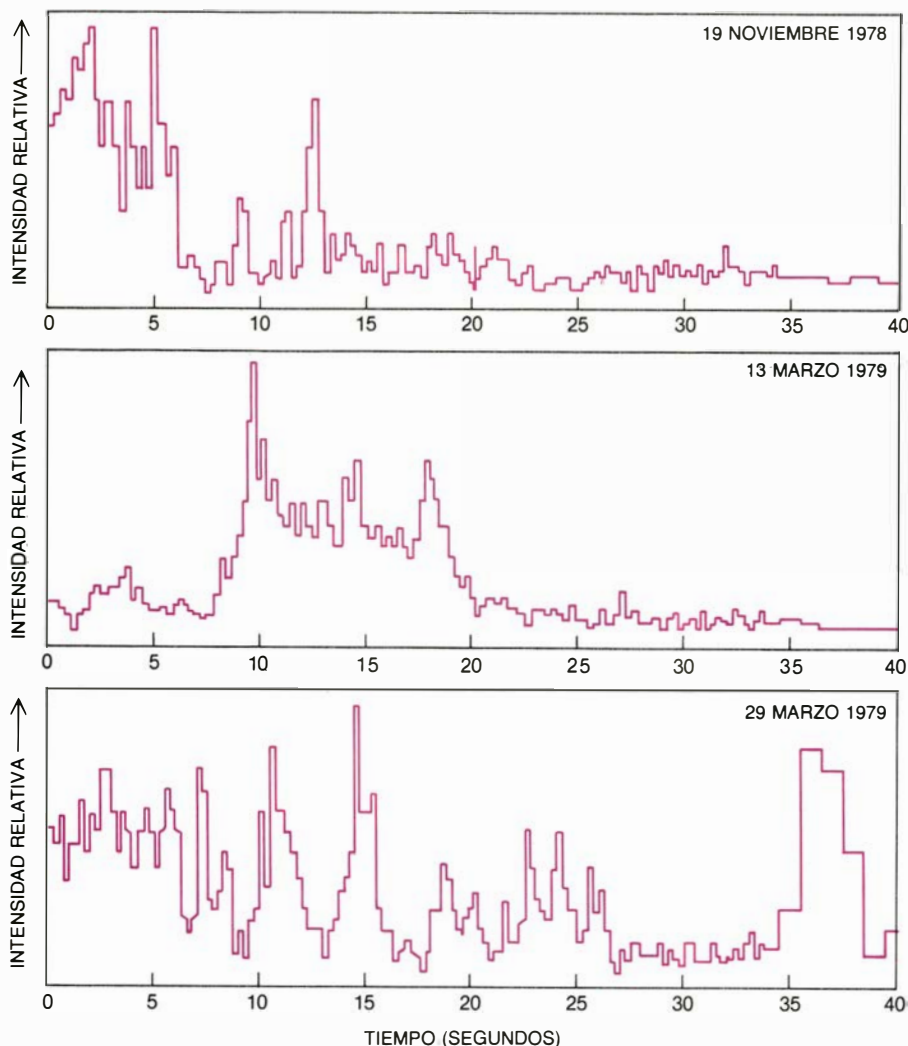 19 NOVIEMBRE 1978
INTENSIDAD RELATIVA
0 5 10 15 20 25 30 35 40
13 MARZO 1979
INTENSIDAD RELATIVA
0 5 10 15 20 25 30 35 40
29 MARZO 1979
INTENSIDAD RELATIVA
0 5 10 15 20 25 30 35 40
TIEMPO (SEGUNDOS)